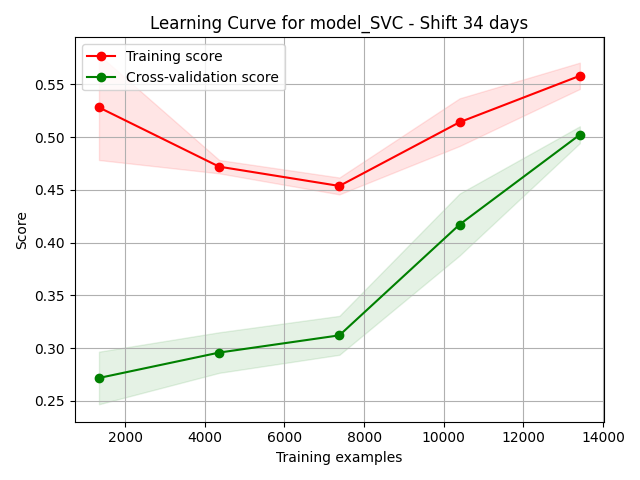 Learning Curve for model_SVC - Shift 34 days
Training score
Cross-validation score
0.55
0.50
0.45
0.40
0.35
0.30
0.25
Score
2000 4000 6000 8000 10000 12000 14000
Training examples